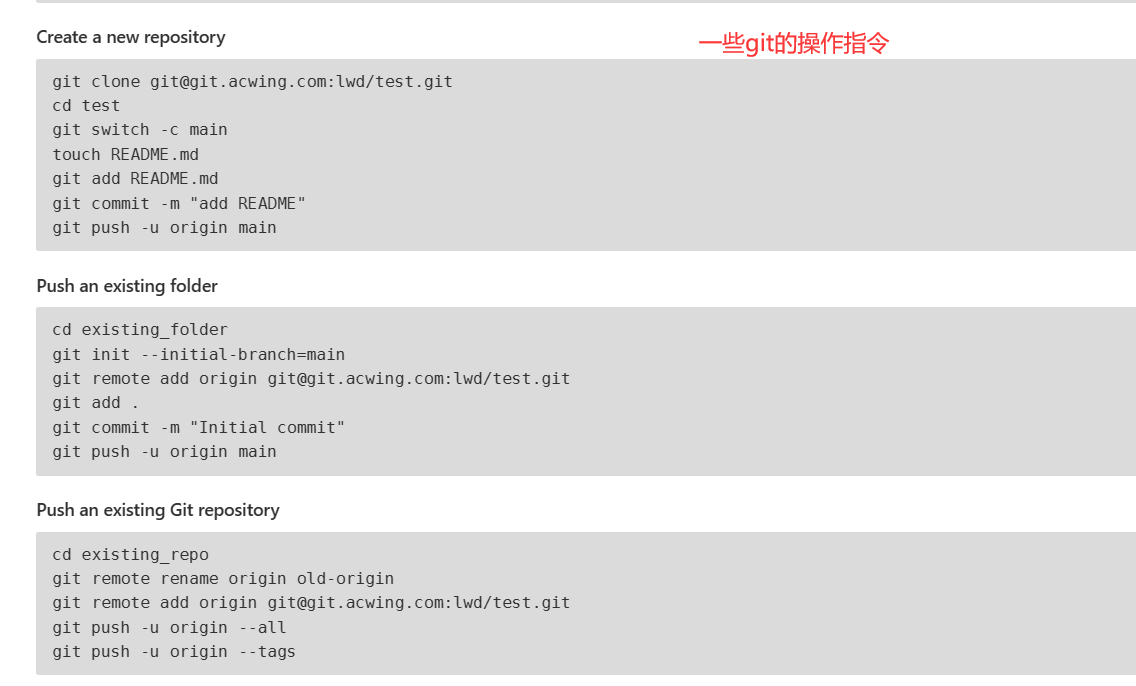 Create a new repository
一些git的操作指令
git clone git@git.acwing.com:lwd/test.git
cd test
git switch -c main
touch README.md
git add README.md
git commit -m "add README"
git push -u origin main
Push an existing folder
cd existing_folder
git init --initial-branch=main
git remote add origin git@git.acwing.com:lwd/test.git
git add .
git commit -m "Initial commit"
git push -u origin main
Push an existing Git repository
cd existing_repo
git remote rename origin old-origin
git remote add origin git@git.acwing.com:lwd/test.git
git push -u origin --all
git push -u origin --tags